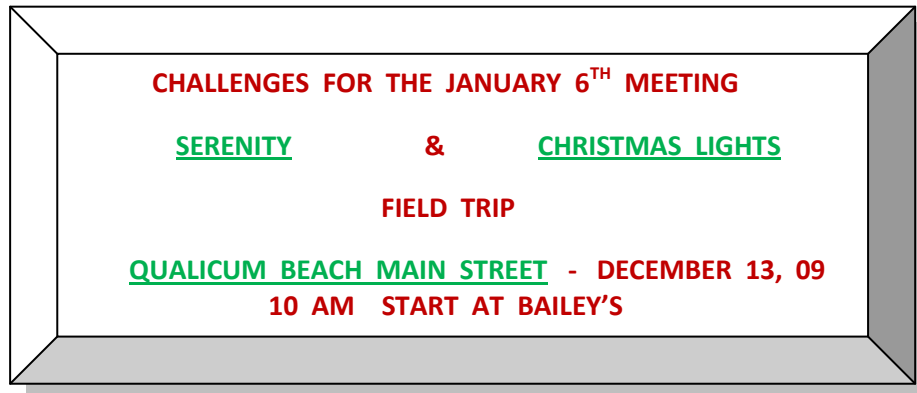 CHALLENGES FOR THE JANUARY 6TH MEETING
SERENITY & CHRISTMAS LIGHTS
FIELD TRIP
QUALICUM BEACH MAIN STREET - DECEMBER 13, 09
10 AM START AT BAILEY’S